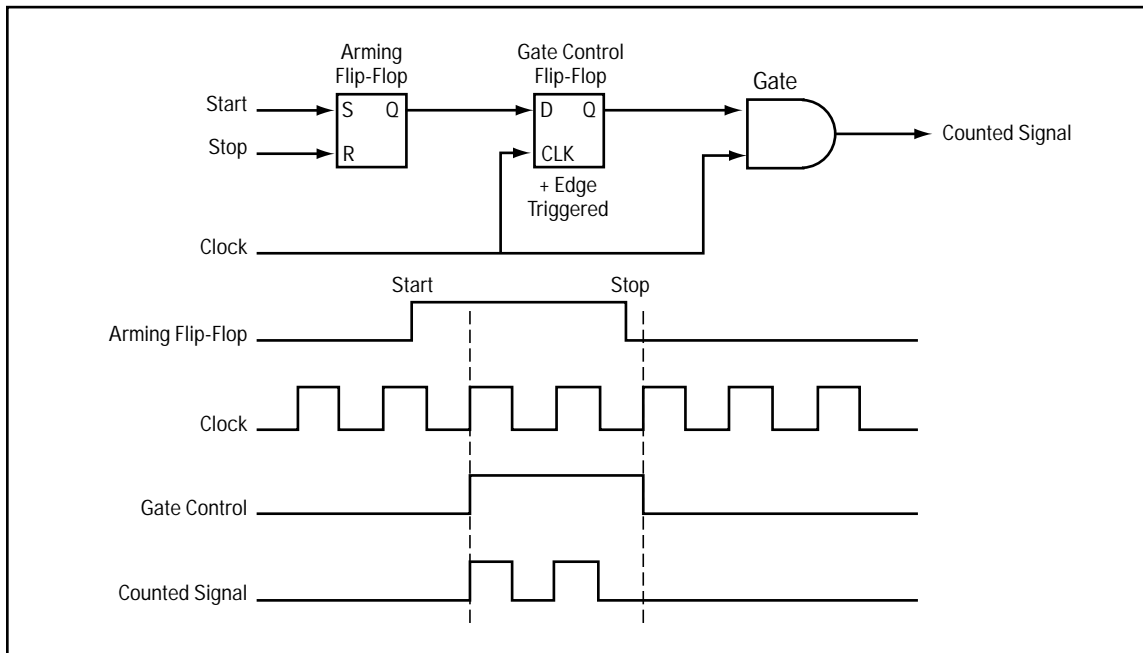 Arming
Flip-Flop
Gate Control
Flip-Flop
Gate
Start
S Q
D Q
Counted Signal
Stop
R
CLK
+ Edge
Triggered
Clock
Start
Stop
Arming Flip-Flop
Clock
Gate Control
Counted Signal